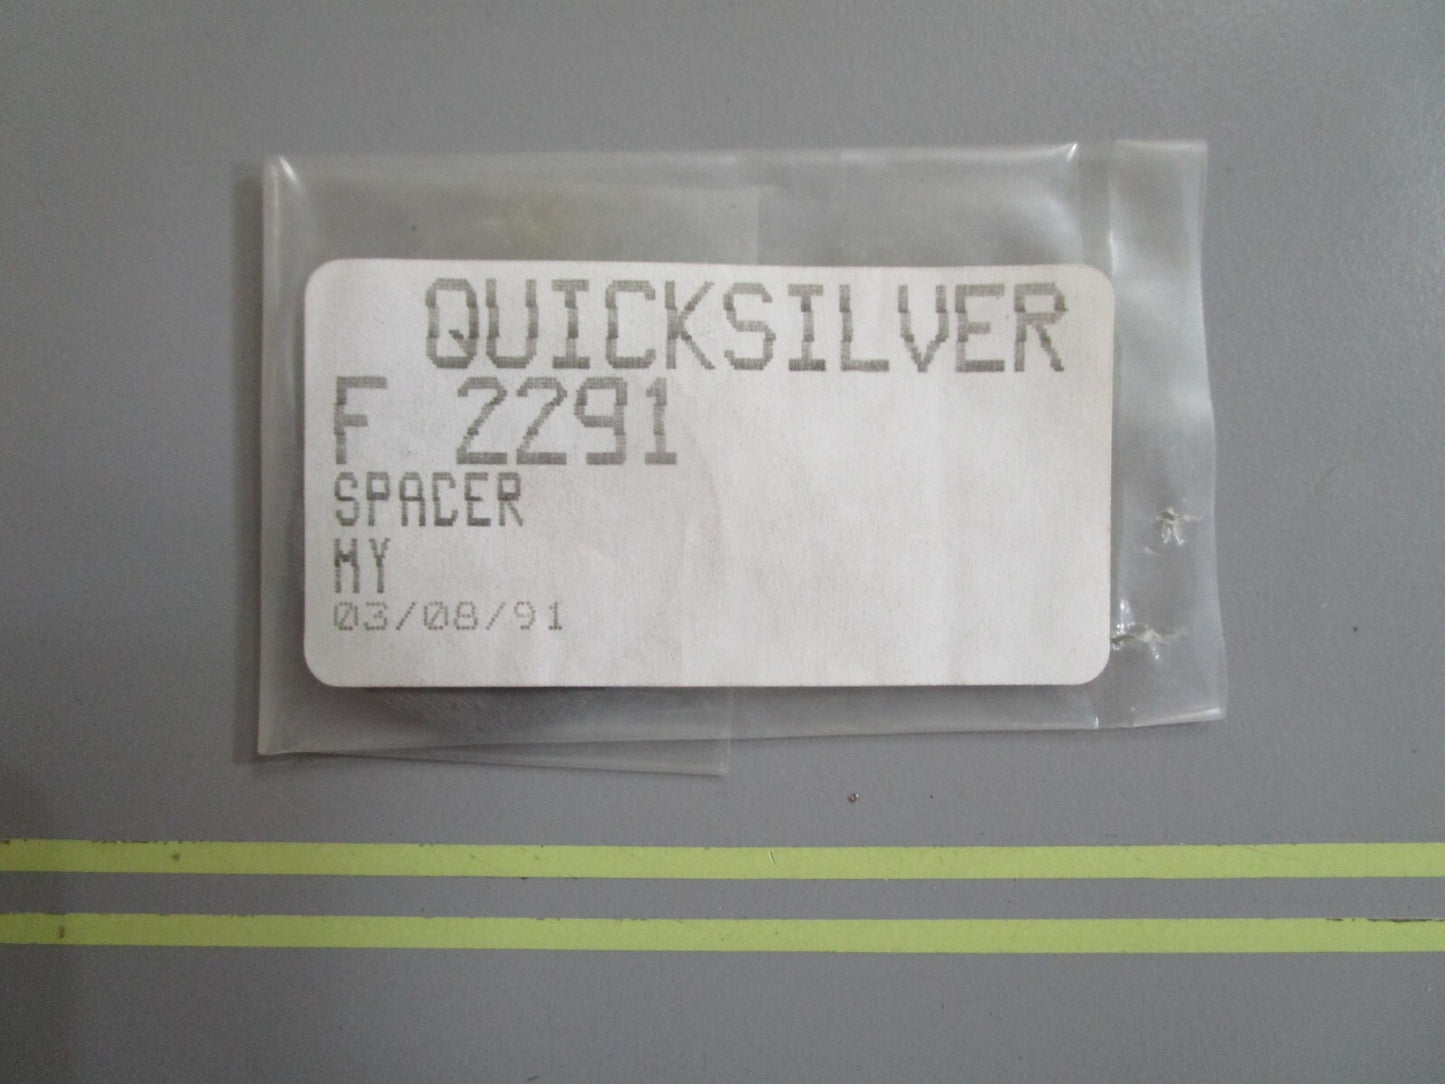 QUICKSILVER
F 2291
SPACER
MY
03/08/91